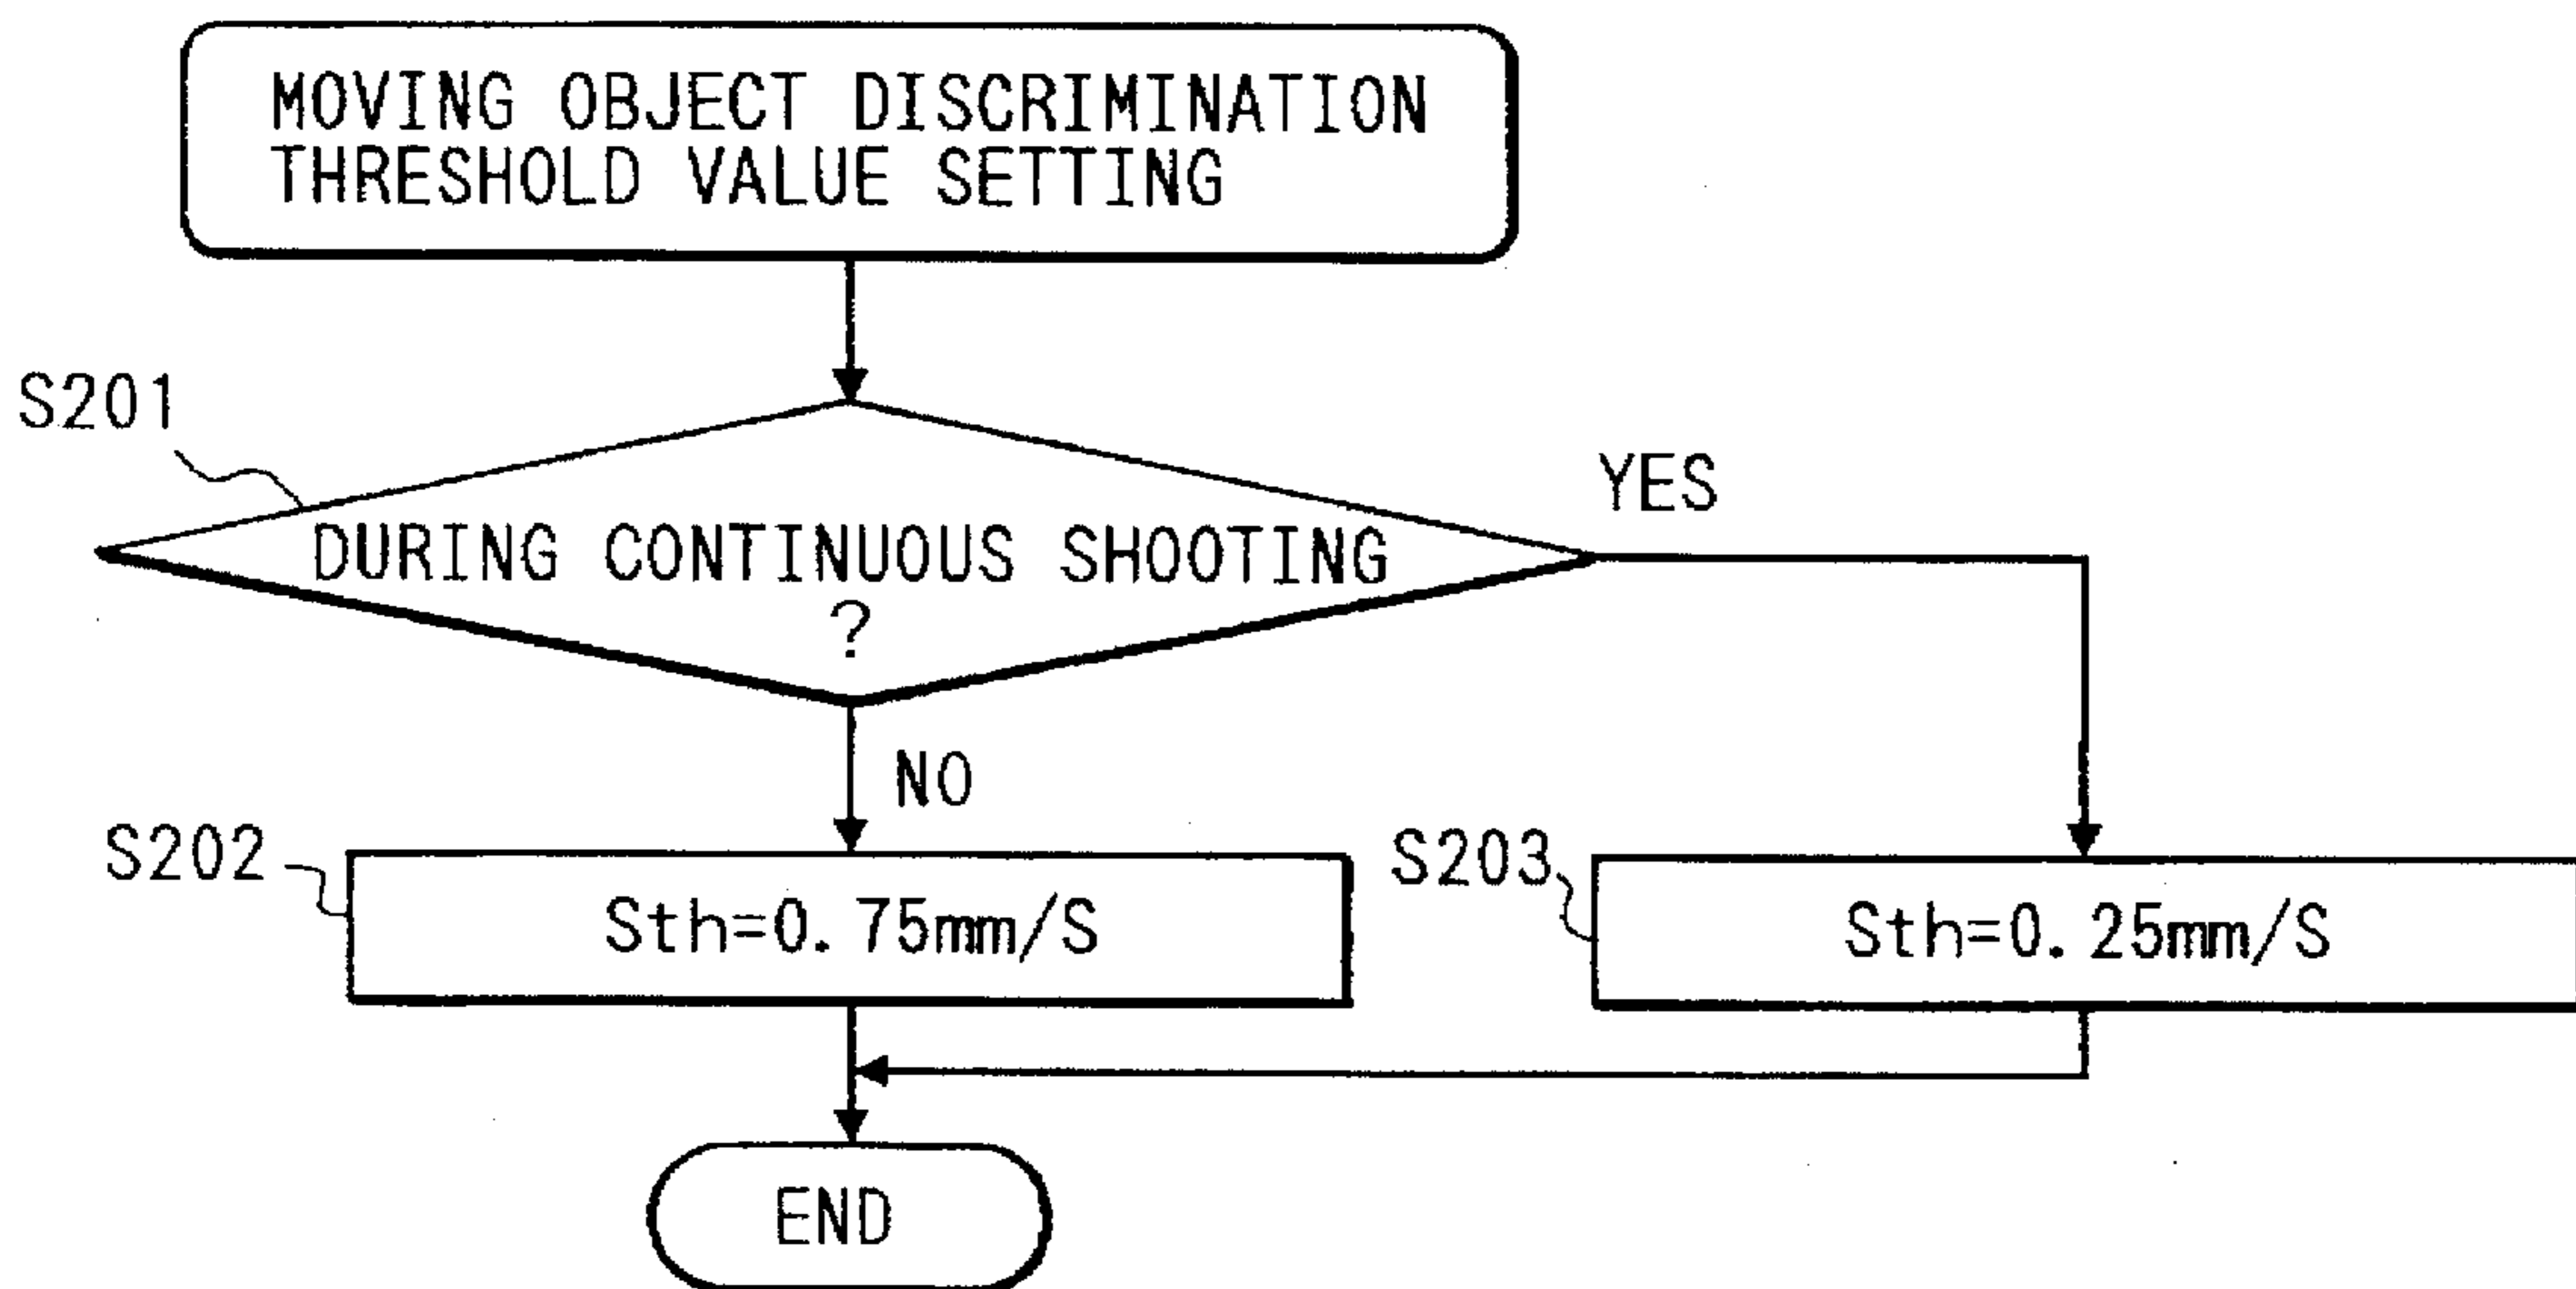 MOVING OBJECT DISCRIMINATION
THRESHOLD VALUE SETTING
S201
YES
DURING CONTINUOUS SHOOTING
?
NO
S202
Sth=0.75mm/S
S203
Sth=0.25mm/S
END